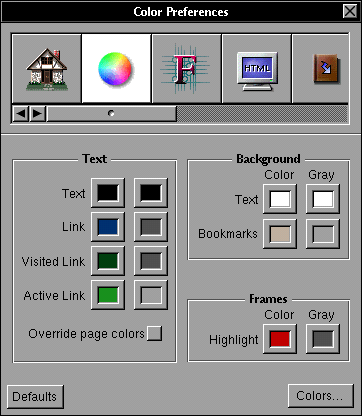 Color Preferences
F
HTML
Text
Text
Link
Visited Link
Active Link
Override page colors
Background
Color Gray
Text
Bookmarks
Frames
Color Gray
Highlight
Defaults
Colors...